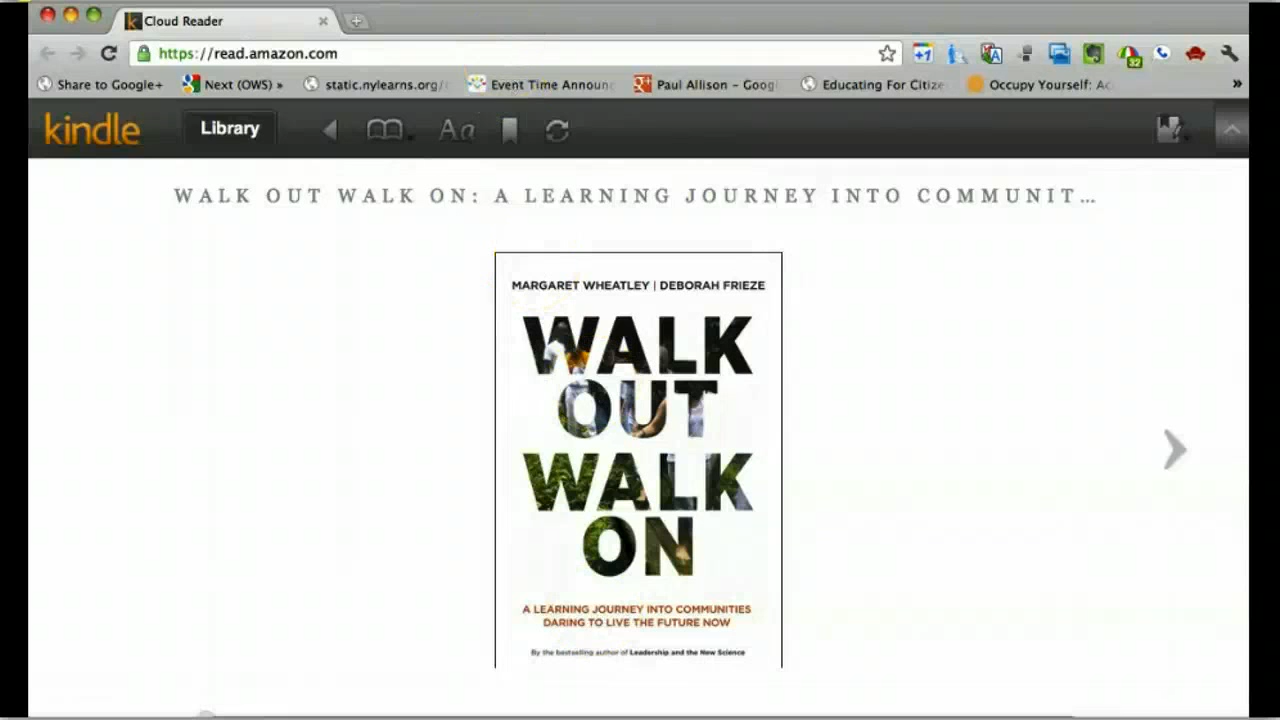 Cloud Reader
https://read.amazon.com
Share to Google+ Next (OWS) » static.nylearns.org/ Event Time Announ Paul Allison – Goog Educating For Citize Occupy Yourself: Ac »
32
kindle Library Aa
WALK OUT WALK ON: A LEARNING JOURNEY INTO COMMUNIT…
MARGARET WHEATLEY | DEBORAH FRIEZE
WALK
OUT
WALK
ON
A LEARNING JOURNEY INTO COMMUNITIES
DARING TO LIVE THE FUTURE NOW
By the bestselling author of Leadership and the New Science